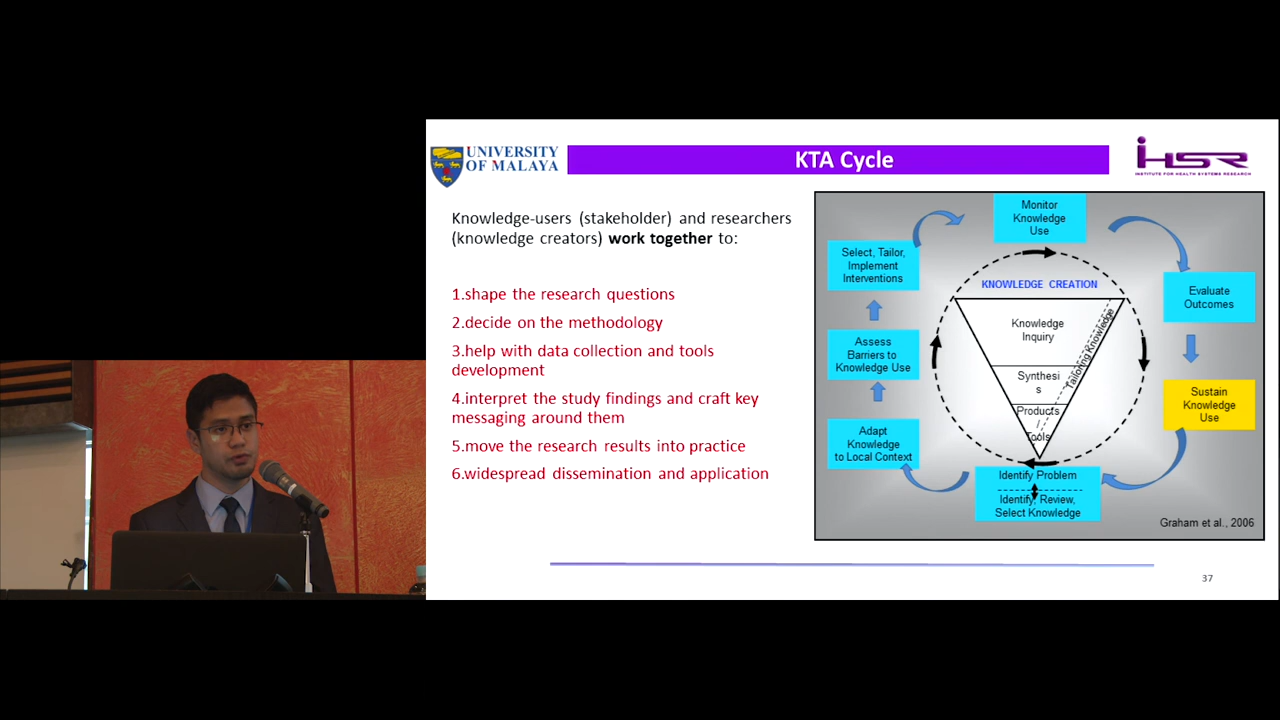 UNIVERSITY
OF MALAYA
KTA Cycle
iHSR
INSTITUTE FOR HEALTH SYSTEMS RESEARCH
Knowledge-users (stakeholder) and researchers
(knowledge creators) work together to:
1.shape the research questions
2.decide on the methodology
3.help with data collection and tools
development
4.interpret the study findings and craft key
messaging around them
5.move the research results into practice
6.widespread dissemination and application
Monitor
Knowledge
Use
Select, Tailor,
Implement
Interventions
KNOWLEDGE CREATION
Evaluate
Outcomes
Knowledge
Inquiry
Tailoring Knowledge
Assess
Barriers to
Knowledge Use
Synthesi
s
Products
/
Tools
Sustain
Knowledge
Use
Adapt
Knowledge
to Local Context
Identify Problem
Identify, Review,
Select Knowledge
Graham et al., 2006
37